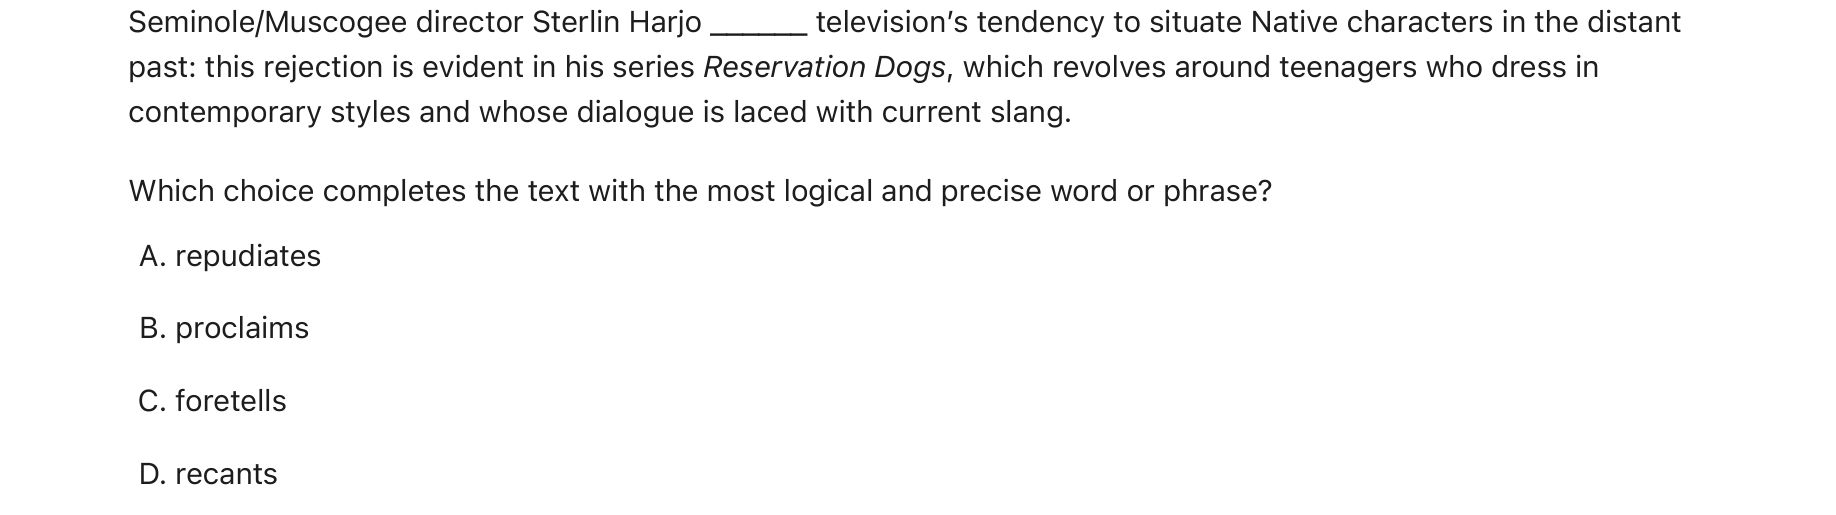 Seminole/Muscogee director Sterlin Harjo ______ television’s tendency to situate Native characters in the distant
past: this rejection is evident in his series Reservation Dogs, which revolves around teenagers who dress in
contemporary styles and whose dialogue is laced with current slang.
Which choice completes the text with the most logical and precise word or phrase?
A. repudiates
B. proclaims
C. foretells
D. recants